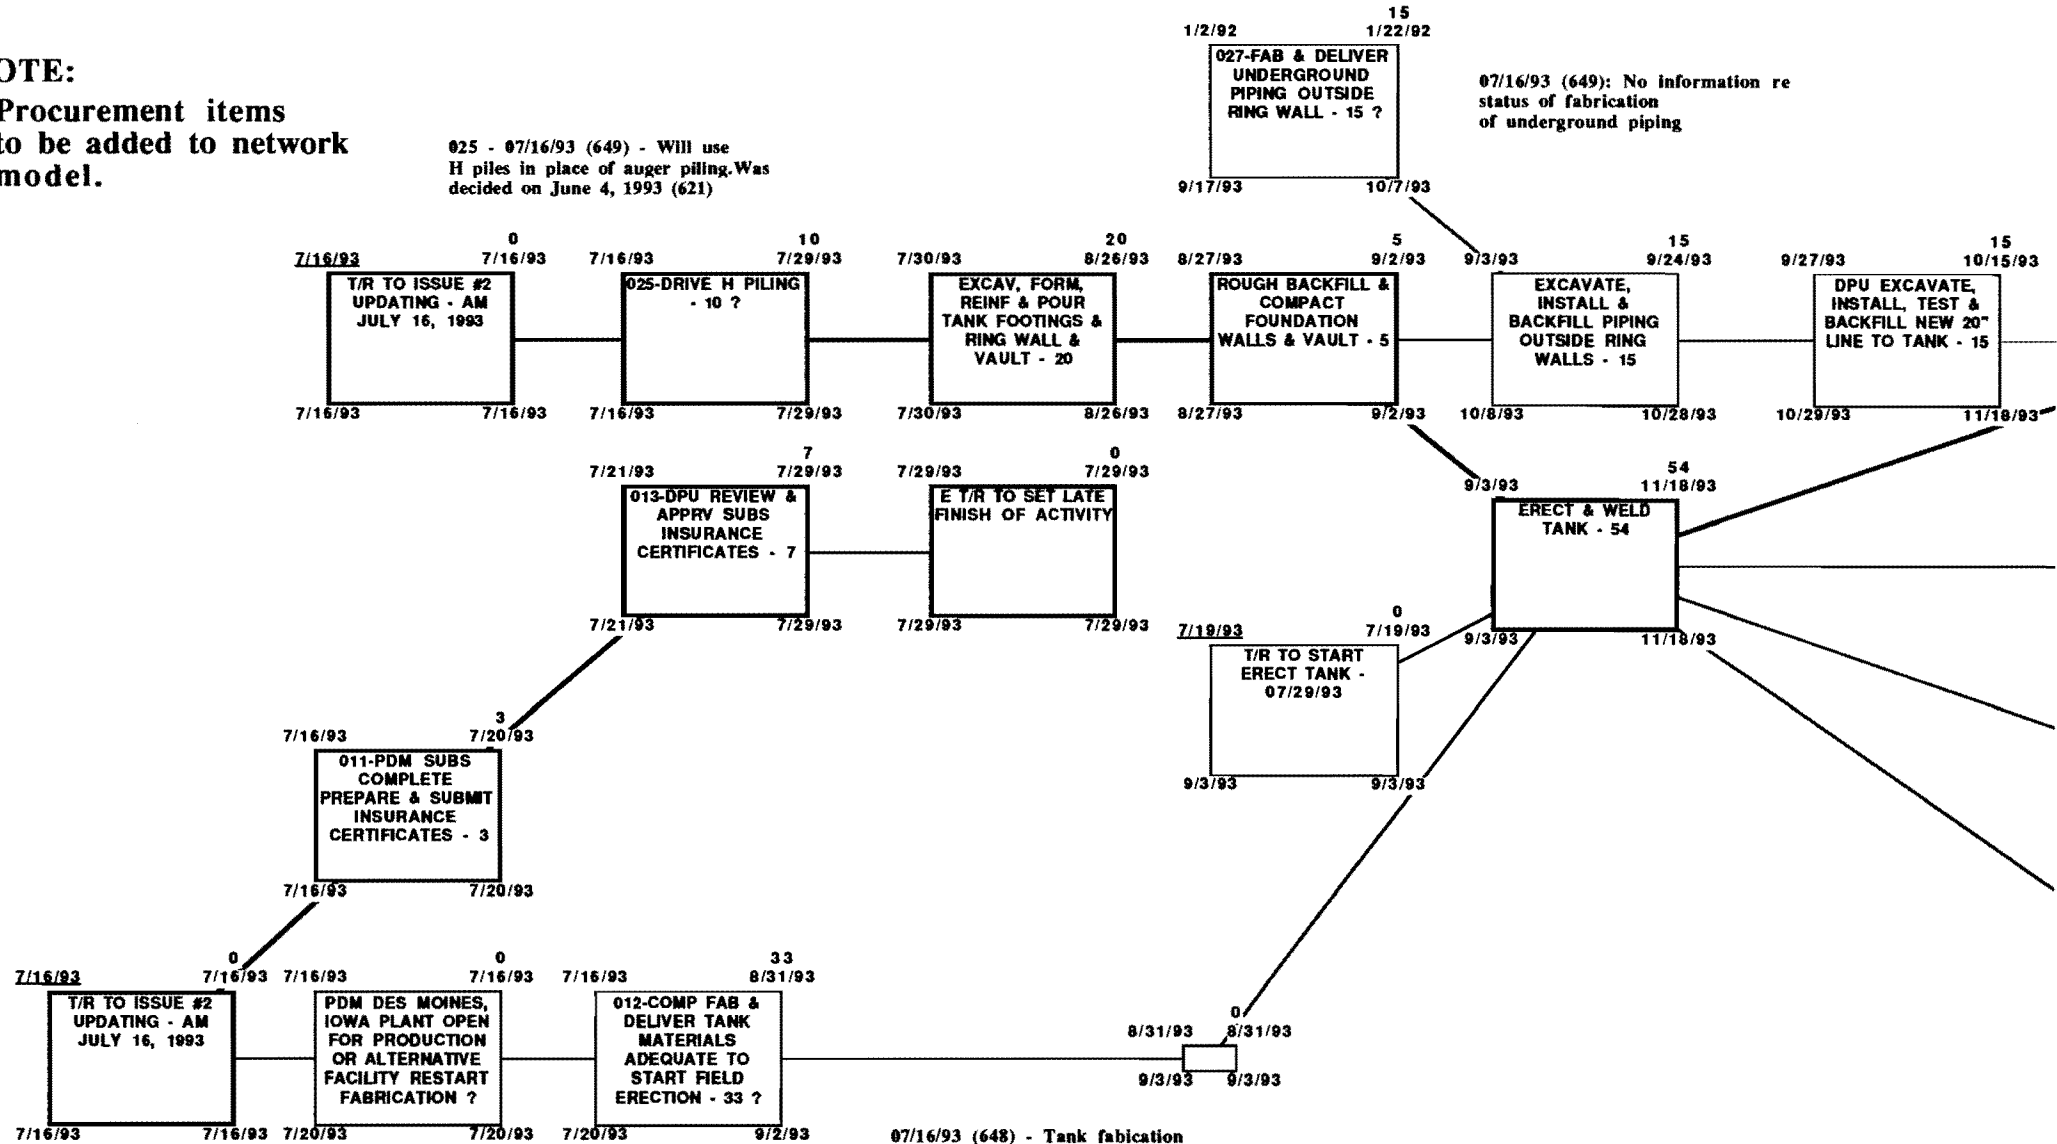 OTE:
Procurement items
to be added to network
model.
025 - 07/16/93 (649) - Will use
H piles in place of auger piling.Was
decided on June 4, 1993 (621)
15
1/2/92 1/22/92
027-FAB & DELIVER
UNDERGROUND
PIPING OUTSIDE
RING WALL - 15 ?
9/17/93 10/7/93
07/16/93 (649): No information re
status of fabrication
of underground piping
0
7/16/93 7/16/93
T/R TO ISSUE #2
UPDATING - AM
JULY 16, 1993
7/16/93 7/16/93
10
7/16/93 7/29/93
025-DRIVE H PILING
- 10 ?
7/16/93 7/29/93
20
7/30/93 8/26/93
EXCAV, FORM,
REINF & POUR
TANK FOOTINGS &
RING WALL &
VAULT - 20
7/30/93 8/26/93
5
8/27/93 9/2/93
ROUGH BACKFILL &
COMPACT
FOUNDATION
WALLS & VAULT - 5
8/27/93 9/2/93
15
9/3/93 9/24/93
EXCAVATE,
INSTALL &
BACKFILL PIPING
OUTSIDE RING
WALLS - 15
10/8/93 10/28/93
15
9/27/93 10/15/93
DPU EXCAVATE,
INSTALL, TEST &
BACKFILL NEW 20"
LINE TO TANK - 15
10/29/93 11/18/93
7
7/21/93 7/29/93
013-DPU REVIEW &
APPRV SUBS
INSURANCE
CERTIFICATES - 7
7/21/93 7/29/93
0
7/29/93 7/29/93
E T/R TO SET LATE
FINISH OF ACTIVITY
7/29/93 7/29/93
54
9/3/93 11/18/93
ERECT & WELD
TANK - 54
9/3/93 11/18/93
0
7/19/93 7/19/93
T/R TO START
ERECT TANK -
07/29/93
9/3/93 9/3/93
3
7/16/93 7/20/93
011-PDM SUBS
COMPLETE
PREPARE & SUBMIT
INSURANCE
CERTIFICATES - 3
7/16/93 7/20/93
0
7/16/93 7/16/93
T/R TO ISSUE #2
UPDATING - AM
JULY 16, 1993
7/16/93 7/16/93
0
7/16/93 7/16/93
PDM DES MOINES,
IOWA PLANT OPEN
FOR PRODUCTION
OR ALTERNATIVE
FACILITY RESTART
FABRICATION ?
7/20/93 7/20/93
33
7/16/93 8/31/93
012-COMP FAB &
DELIVER TANK
MATERIALS
ADEQUATE TO
START FIELD
ERECTION - 33 ?
7/20/93 9/2/93
0
8/31/93 8/31/93
9/3/93 9/3/93
07/16/93 (648) - Tank fabication